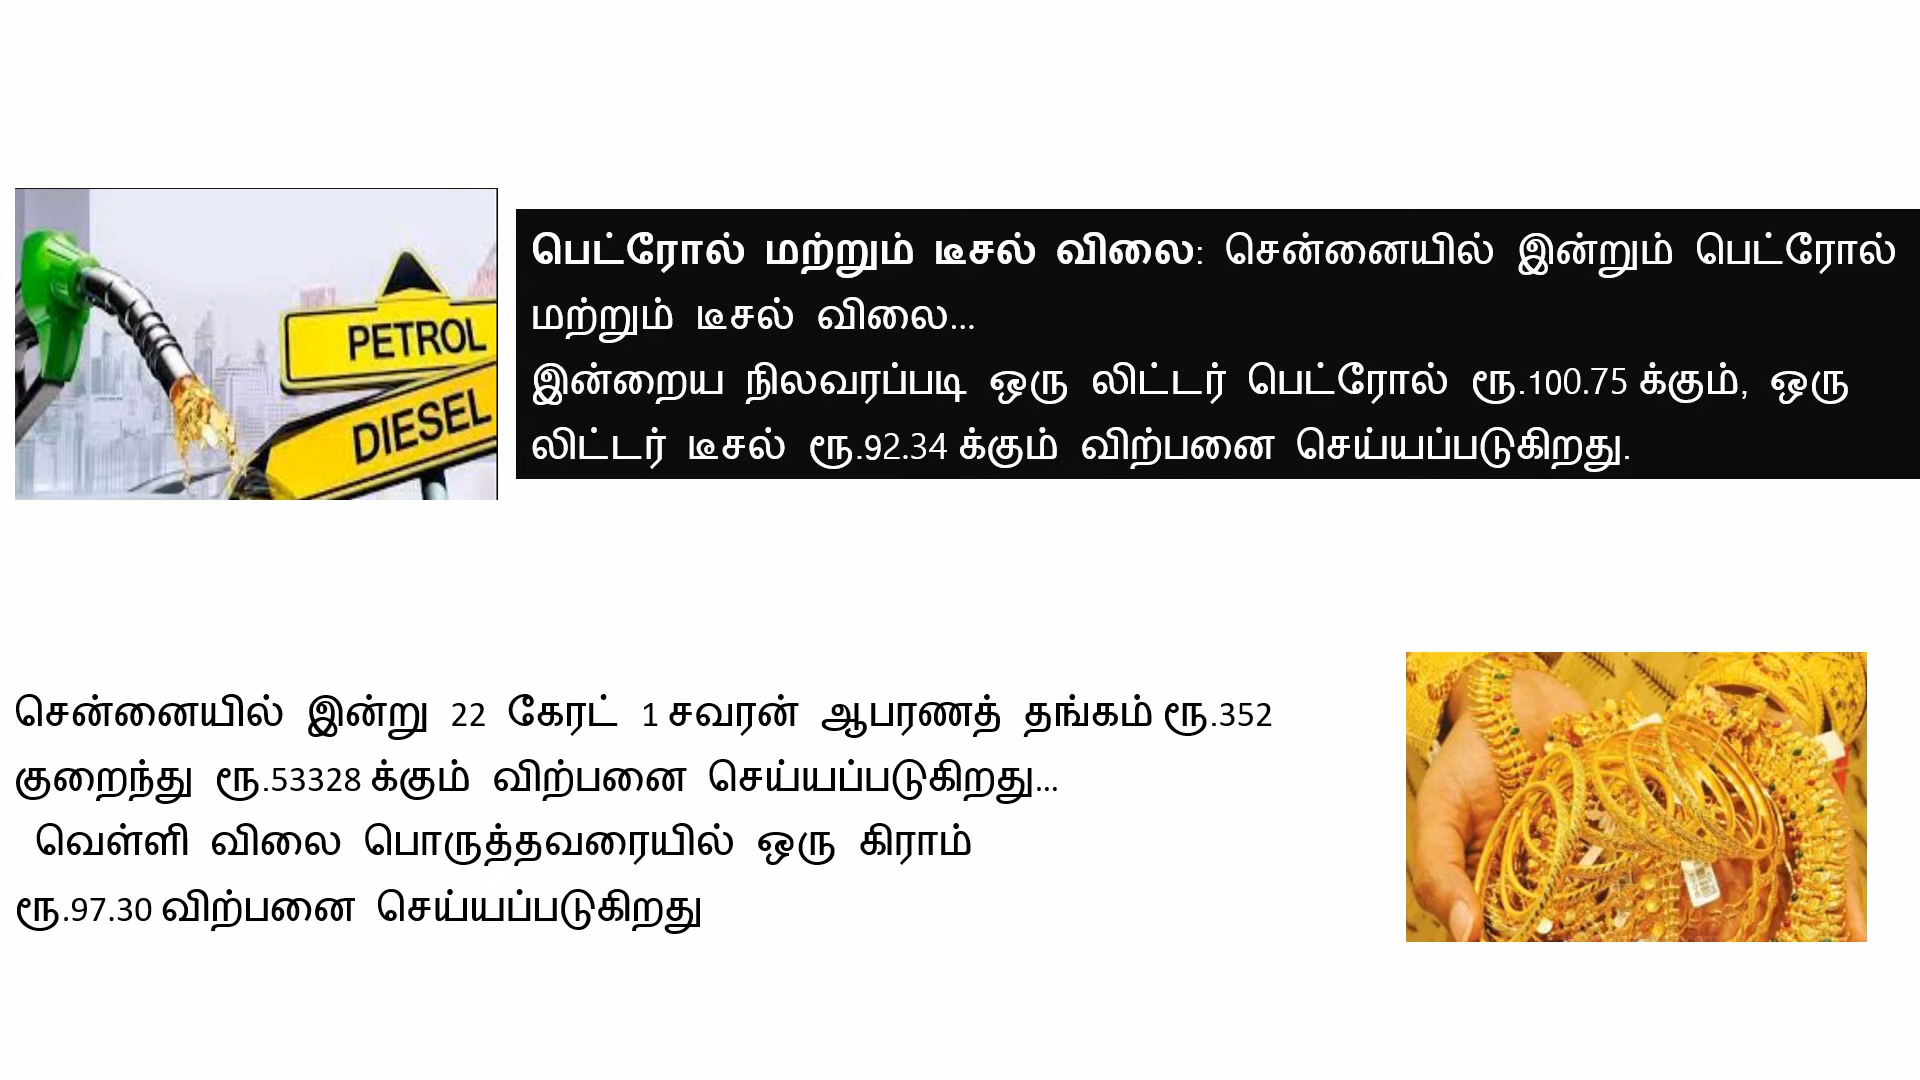 PETROL
DIESEL
பெட்ரோல் மற்றும் டீசல் விலை: சென்னையில் இன்றும் பெட்ரோல்
மற்றும் டீசல் விலை...
இன்றைய நிலவரப்படி ஒரு லிட்டர் பெட்ரோல் ரூ.100.75 க்கும், ஒரு
லிட்டர் டீசல் ரூ.92.34 க்கும் விற்பனை செய்யப்படுகிறது.
சென்னையில் இன்று 22 கேரட் 1 சவரன் ஆபரணத் தங்கம் ரூ.352
குறைந்து ரூ.53328 க்கும் விற்பனை செய்யப்படுகிறது...
வெள்ளி விலை பொருத்தவரையில் ஒரு கிராம்
ரூ.97.30 விற்பனை செய்யப்படுகிறது